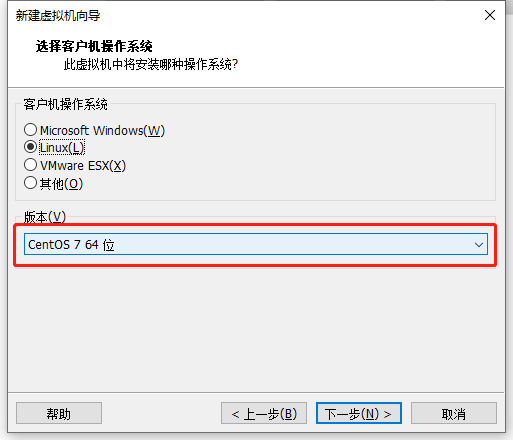 新建虚拟机向导
选择客户机操作系统
此虚拟机中将安装哪种操作系统?
客户机操作系统
Microsoft Windows(W)
Linux(L)
VMware ESX(X)
其他(O)
版本(V)
CentOS 7 64 位
帮助
< 上一步(B)
下一步(N) >
取消